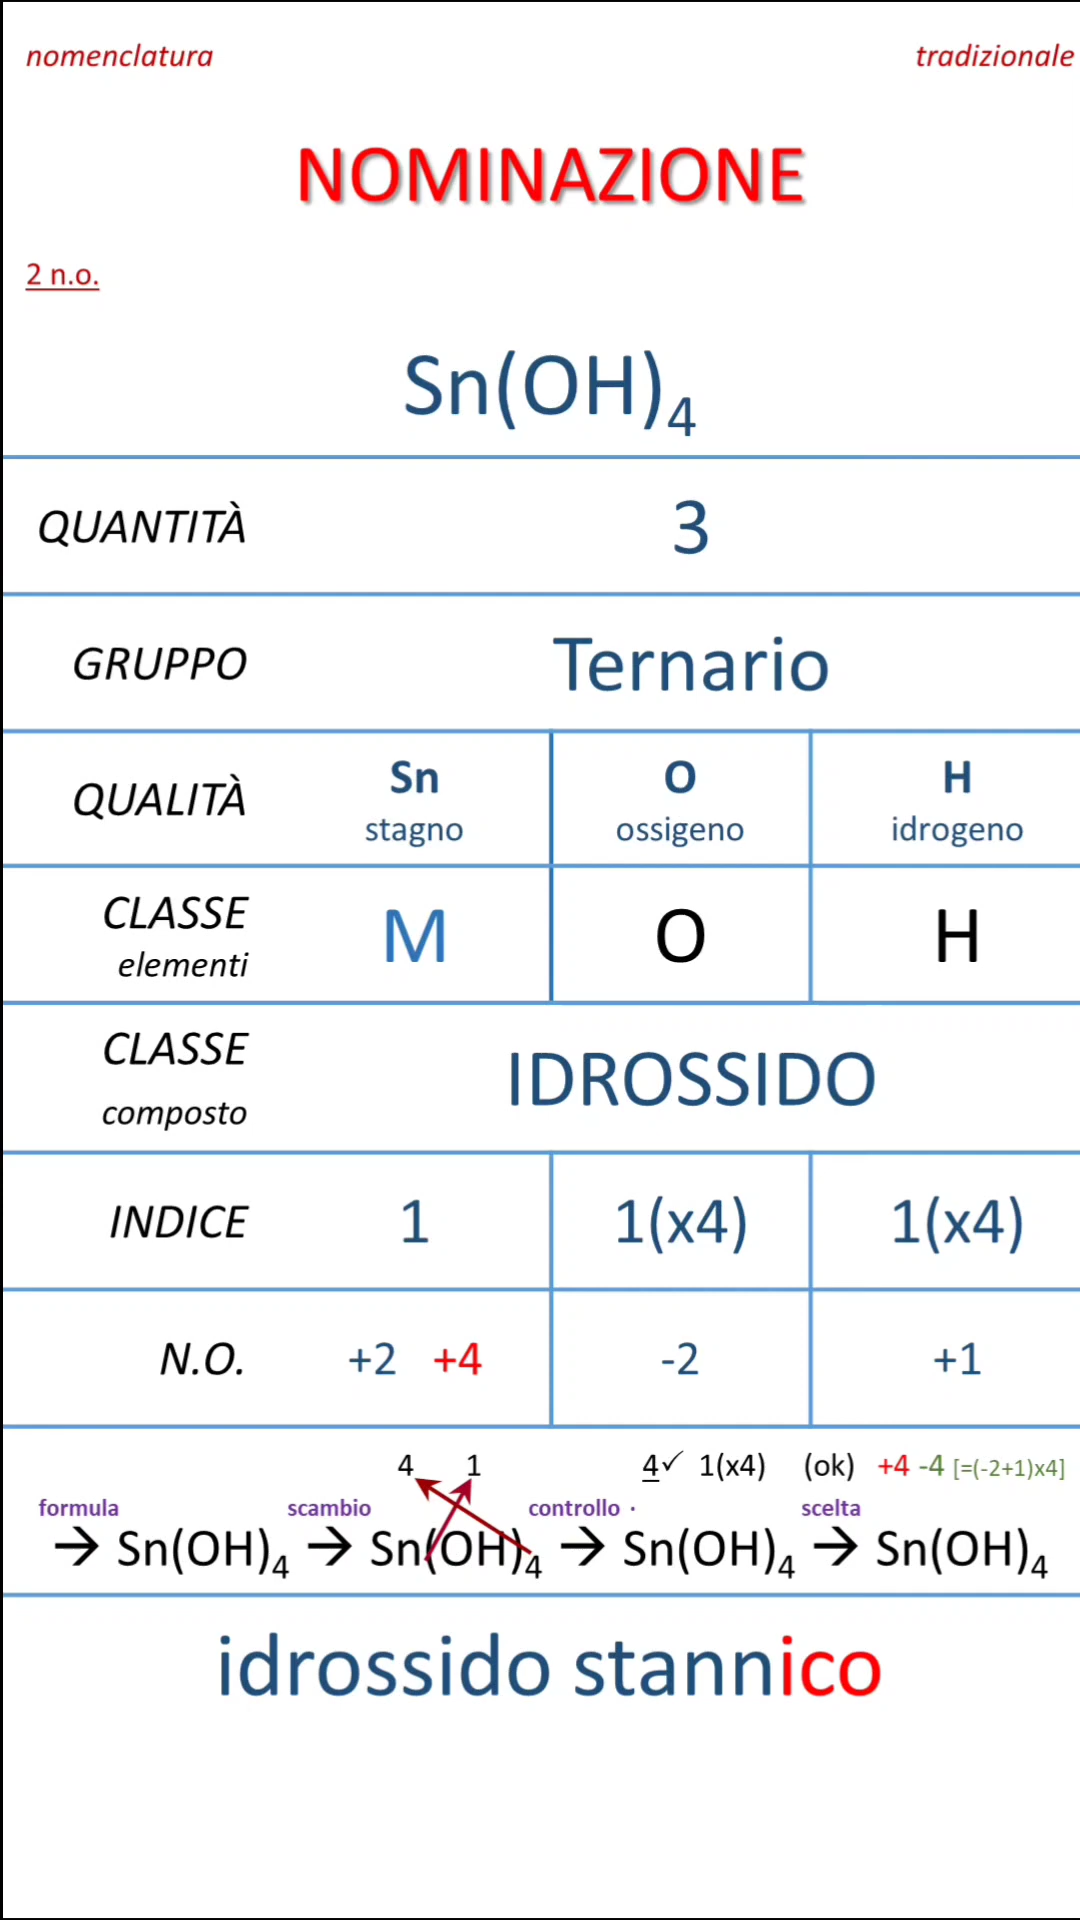 nomenclatura tradizionale
NOMINAZIONE
2 n.o.
Sn(OH)₄
QUANTITÀ 3
GRUPPO Ternario
QUALITÀ Sn O H
stagno ossigeno idrogeno
CLASSE elementi M O H
CLASSE composto IDROSSIDO
INDICE 1 1(x4) 1(x4)
N.O. +2 +4 -2 +1
4 1 4✓ 1(x4) (ok) +4 -4 [=(-2+1)x4]
formula scambio controllo · scelta
→ Sn(OH)₄ → Sn(OH)₄ → Sn(OH)₄ → Sn(OH)₄
idrossido stannico